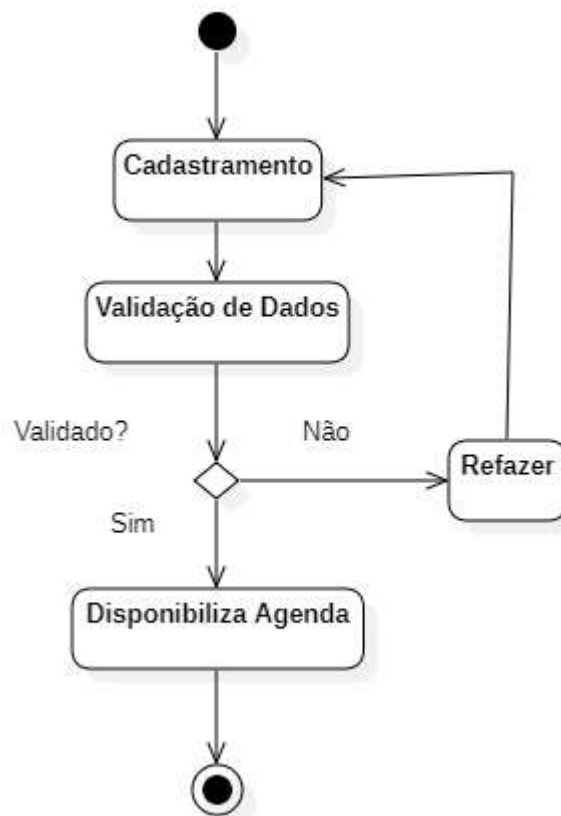 Cadastramento
Validação de Dados
Validado?
Não
Refazer
Sim
Disponibiliza Agenda